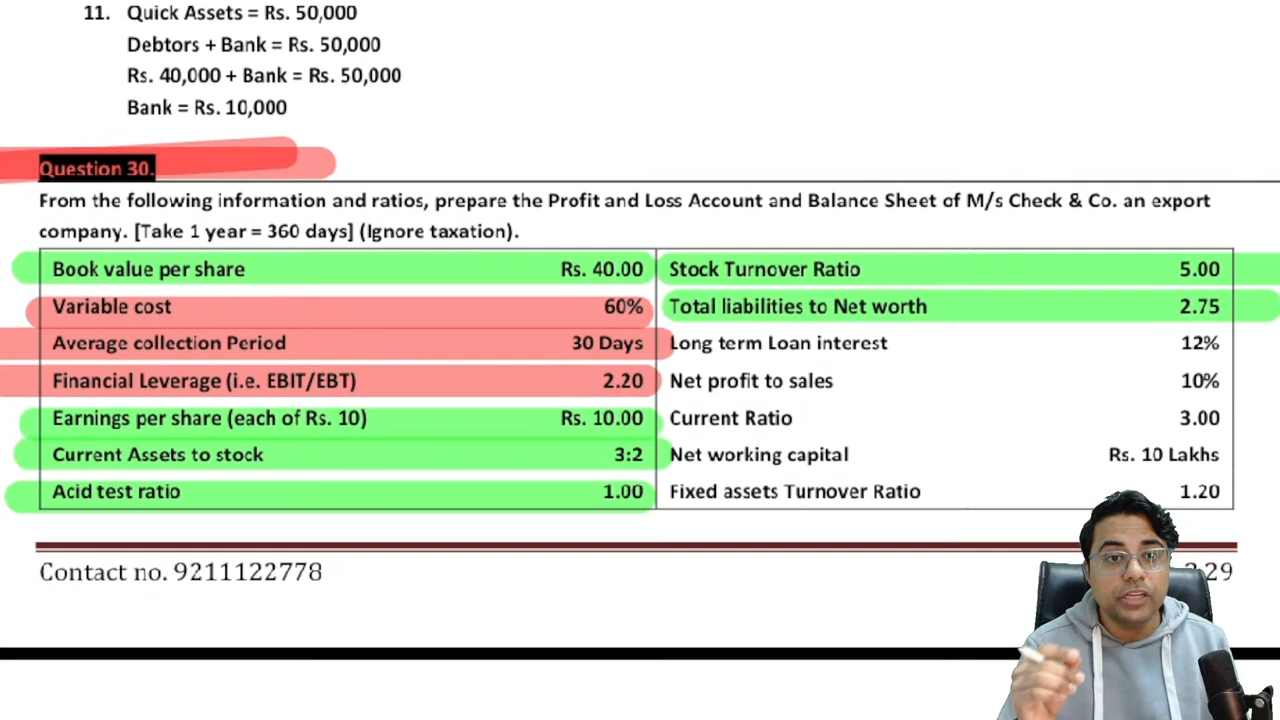 11. Quick Assets = Rs. 50,000
Debtors + Bank = Rs. 50,000
Rs. 40,000 + Bank = Rs. 50,000
Bank = Rs. 10,000
Question 30.
From the following information and ratios, prepare the Profit and Loss Account and Balance Sheet of M/s Check & Co. an export
company. [Take 1 year = 360 days] (Ignore taxation).
Book value per share Rs. 40.00 Stock Turnover Ratio 5.00
Variable cost 60% Total liabilities to Net worth 2.75
Average collection Period 30 Days Long term Loan interest 12%
Financial Leverage (i.e. EBIT/EBT) 2.20 Net profit to sales 10%
Earnings per share (each of Rs. 10) Rs. 10.00 Current Ratio 3.00
Current Assets to stock 3:2 Net working capital Rs. 10 Lakhs
Acid test ratio 1.00 Fixed assets Turnover Ratio 1.20
Contact no. 9211122778 29